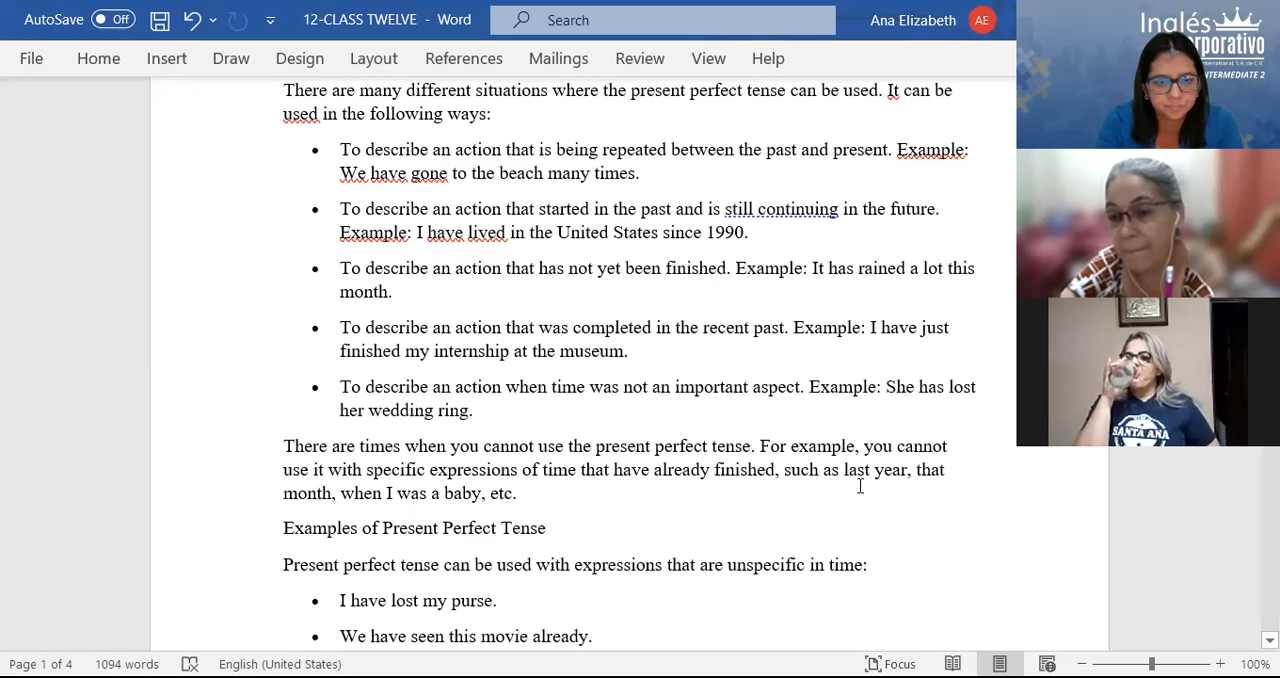 AutoSave Off 12-CLASS TWELVE - Word Search Ana Elizabeth AE
File Home Insert Draw Design Layout References Mailings Review View Help
There are many different situations where the present perfect tense can be used. It can be
used in the following ways:
• To describe an action that is being repeated between the past and present. Example:
We have gone to the beach many times.
• To describe an action that started in the past and is still continuing in the future.
Example: I have lived in the United States since 1990.
• To describe an action that has not yet been finished. Example: It has rained a lot this
month.
• To describe an action that was completed in the recent past. Example: I have just
finished my internship at the museum.
• To describe an action when time was not an important aspect. Example: She has lost
her wedding ring.
There are times when you cannot use the present perfect tense. For example, you cannot
use it with specific expressions of time that have already finished, such as last year, that
month, when I was a baby, etc.
Examples of Present Perfect Tense
Present perfect tense can be used with expressions that are unspecific in time:
• I have lost my purse.
• We have seen this movie already.
Page 1 of 4 1094 words English (United States) Focus 100%
Inglés
orporativo
INTERMEDIATE 2
SANTA ANA